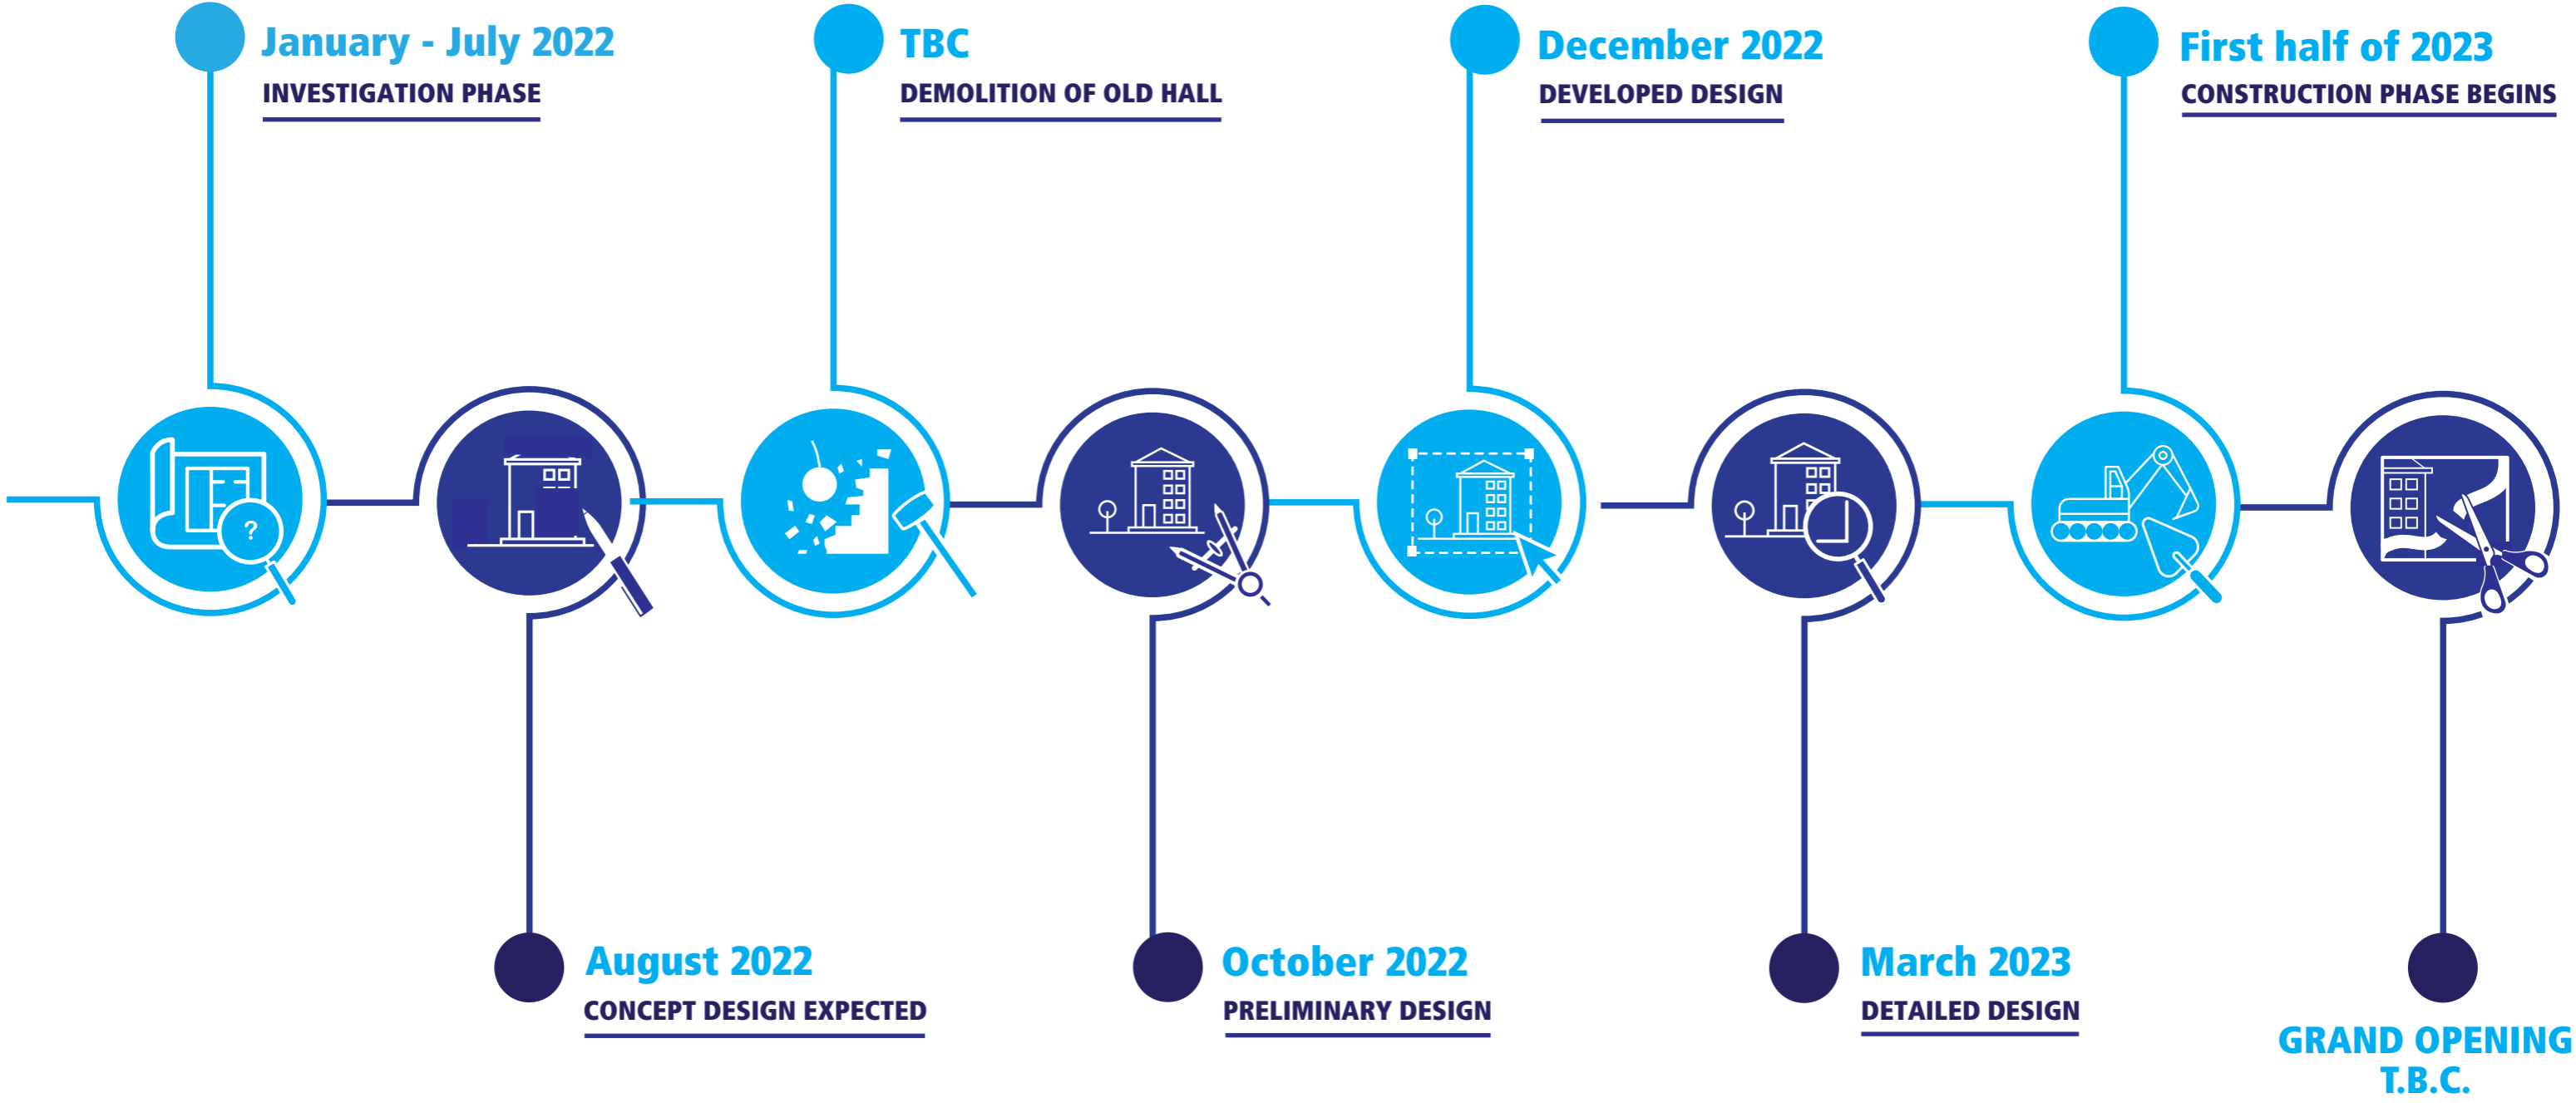 January - July 2022
INVESTIGATION PHASE
TBC
DEMOLITION OF OLD HALL
December 2022
DEVELOPED DESIGN
First half of 2023
CONSTRUCTION PHASE BEGINS
?
August 2022
CONCEPT DESIGN EXPECTED
October 2022
PRELIMINARY DESIGN
March 2023
DETAILED DESIGN
GRAND OPENING
T.B.C.